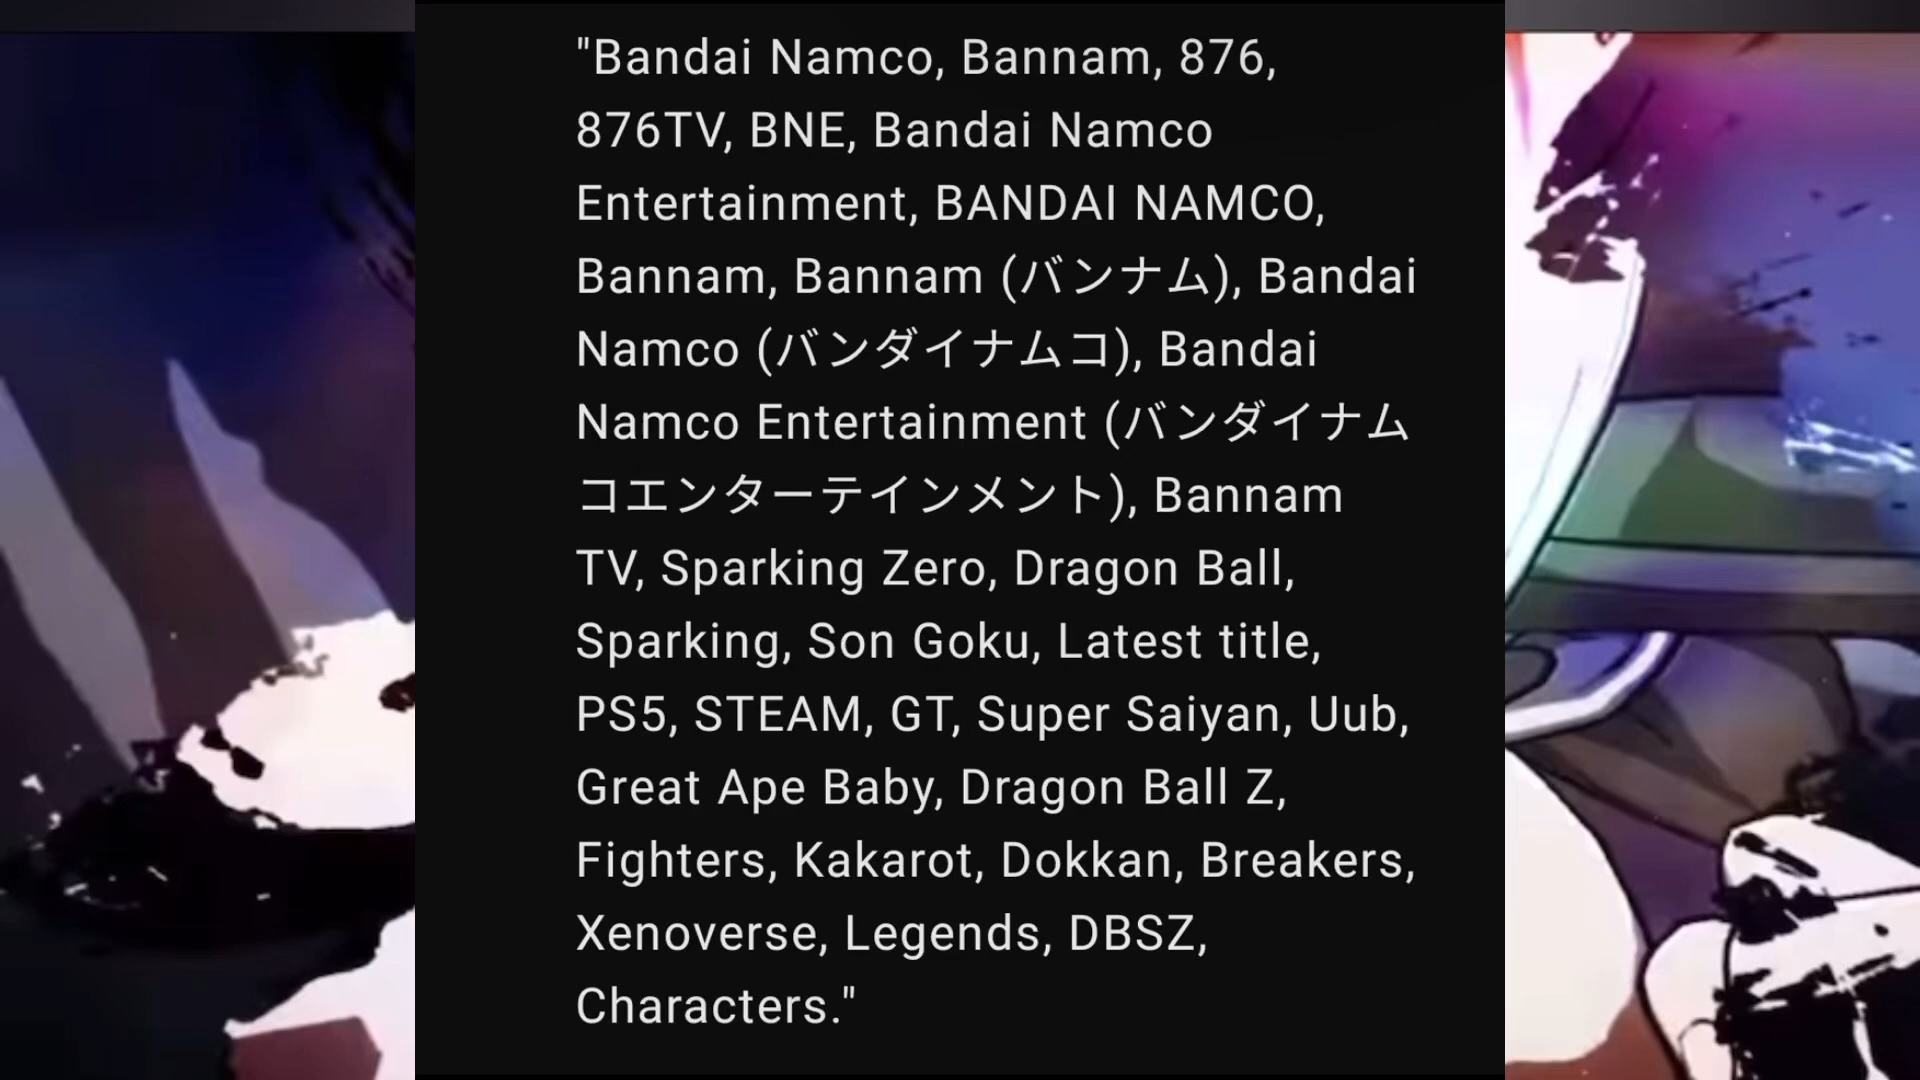 "Bandai Namco, Bannam, 876,
876TV, BNE, Bandai Namco
Entertainment, BANDAI NAMCO,
Bannam, Bannam (バンナム), Bandai
Namco (バンダイナムコ), Bandai
Namco Entertainment (バンダイナム
コエンターテインメント), Bannam
TV, Sparking Zero, Dragon Ball,
Sparking, Son Goku, Latest title,
PS5, STEAM, GT, Super Saiyan, Uub,
Great Ape Baby, Dragon Ball Z,
Fighters, Kakarot, Dokkan, Breakers,
Xenoverse, Legends, DBSZ,
Characters."